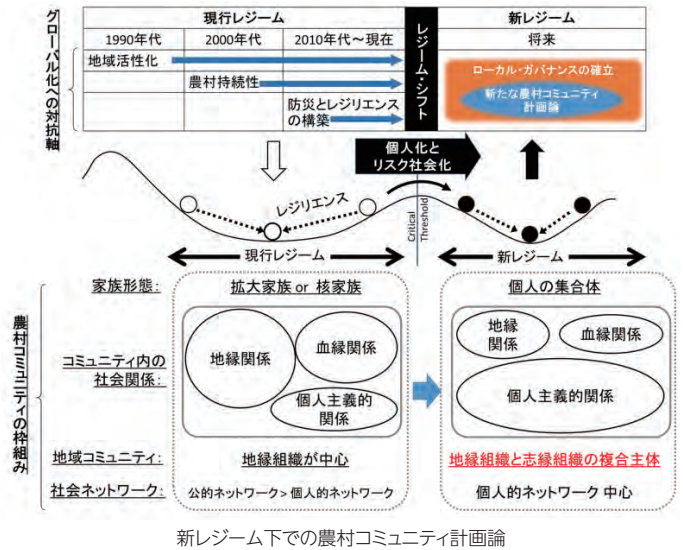 グローバル化への対抗軸
現行レジーム
新レジーム
1990年代
2000年代
2010年代～現在
レジーム・シフト
将来
地域活性化
農村持続性
防災とレジリエンス
の構築
ローカル・ガバナンスの確立
新たな農村コミュニティ
計画論
個人化と
リスク社会化
レジリエンス
Critical
Threshold
現行レジーム
新レジーム
農村コミュニティの枠組み
家族形態：
拡大家族 or 核家族
個人の集合体
コミュニティ内の
社会関係：
地縁関係
血縁関係
個人主義的
関係
地縁
関係
血縁関係
個人主義的関係
地域コミュニティ：
地縁組織が中心
地縁組織と志縁組織の複合主体
社会ネットワーク：
公的ネットワーク＞個人的ネットワーク
個人的ネットワーク 中心
新レジーム下での農村コミュニティ計画論